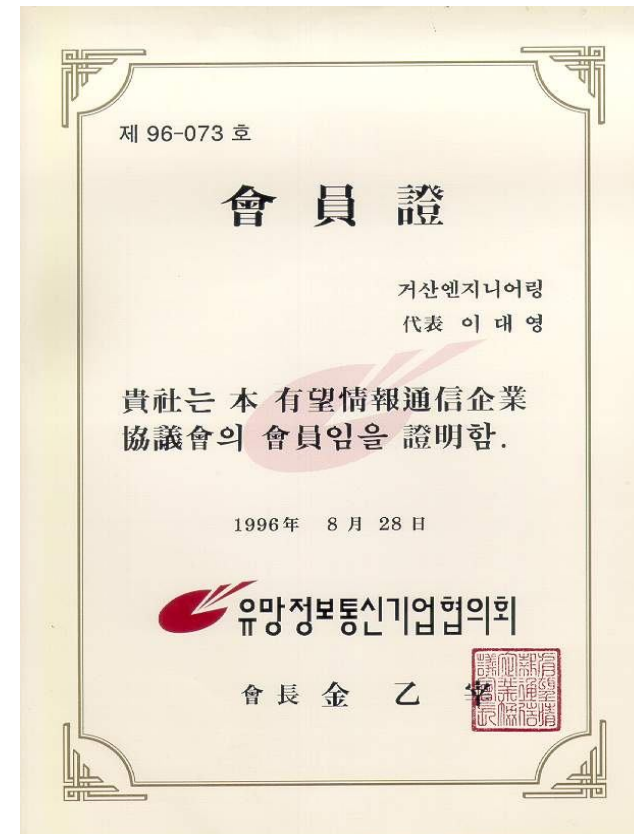 제 96-073 호
會員證
거산엔지니어링
代表 이 대 영
貴社는 本 有望情報通信企業
協議會의 會員임을 證明함.
1996年 8月 28日
유망정보통신기업협의회
會長 金 乙